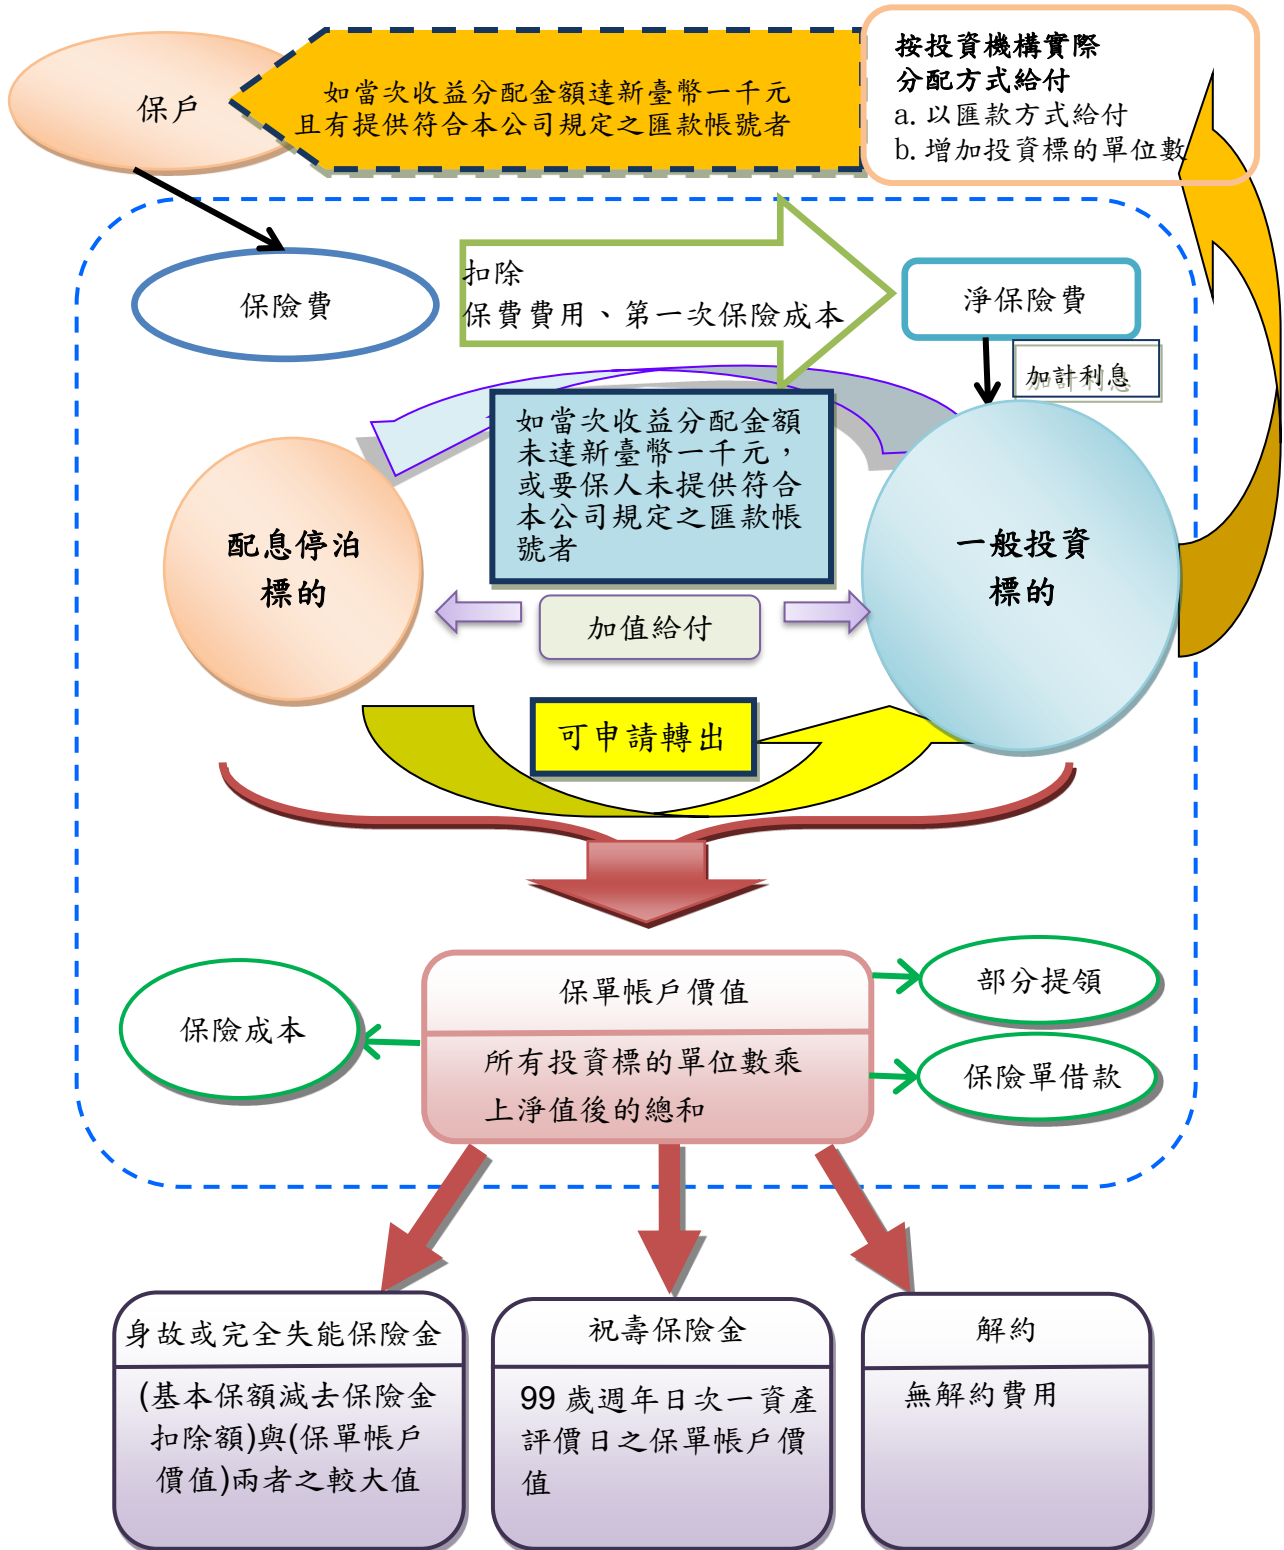 保戶
如當次收益分配金額達新臺幣一千元
且有提供符合本公司規定之匯款帳號者
按投資機構實際
分配方式給付
a. 以匯款方式給付
b. 增加投資標的單位數
保險費
扣除
保費費用、第一次保險成本
淨保險費
加計利息
如當次收益分配金額
未達新臺幣一千元，
或要保人未提供符合
本公司規定之匯款帳
號者
配息停泊
標的
一般投資
標的
加值給付
可申請轉出
保單帳戶價值
所有投資標的單位數乘
上淨值後的總和
保險成本
部分提領
保險單借款
身故或完全失能保險金
(基本保額減去保險金
扣除額)與(保單帳戶
價值)兩者之較大值
祝壽保險金
99 歲週年日次一資產
評價日之保單帳戶價
值
解約
無解約費用